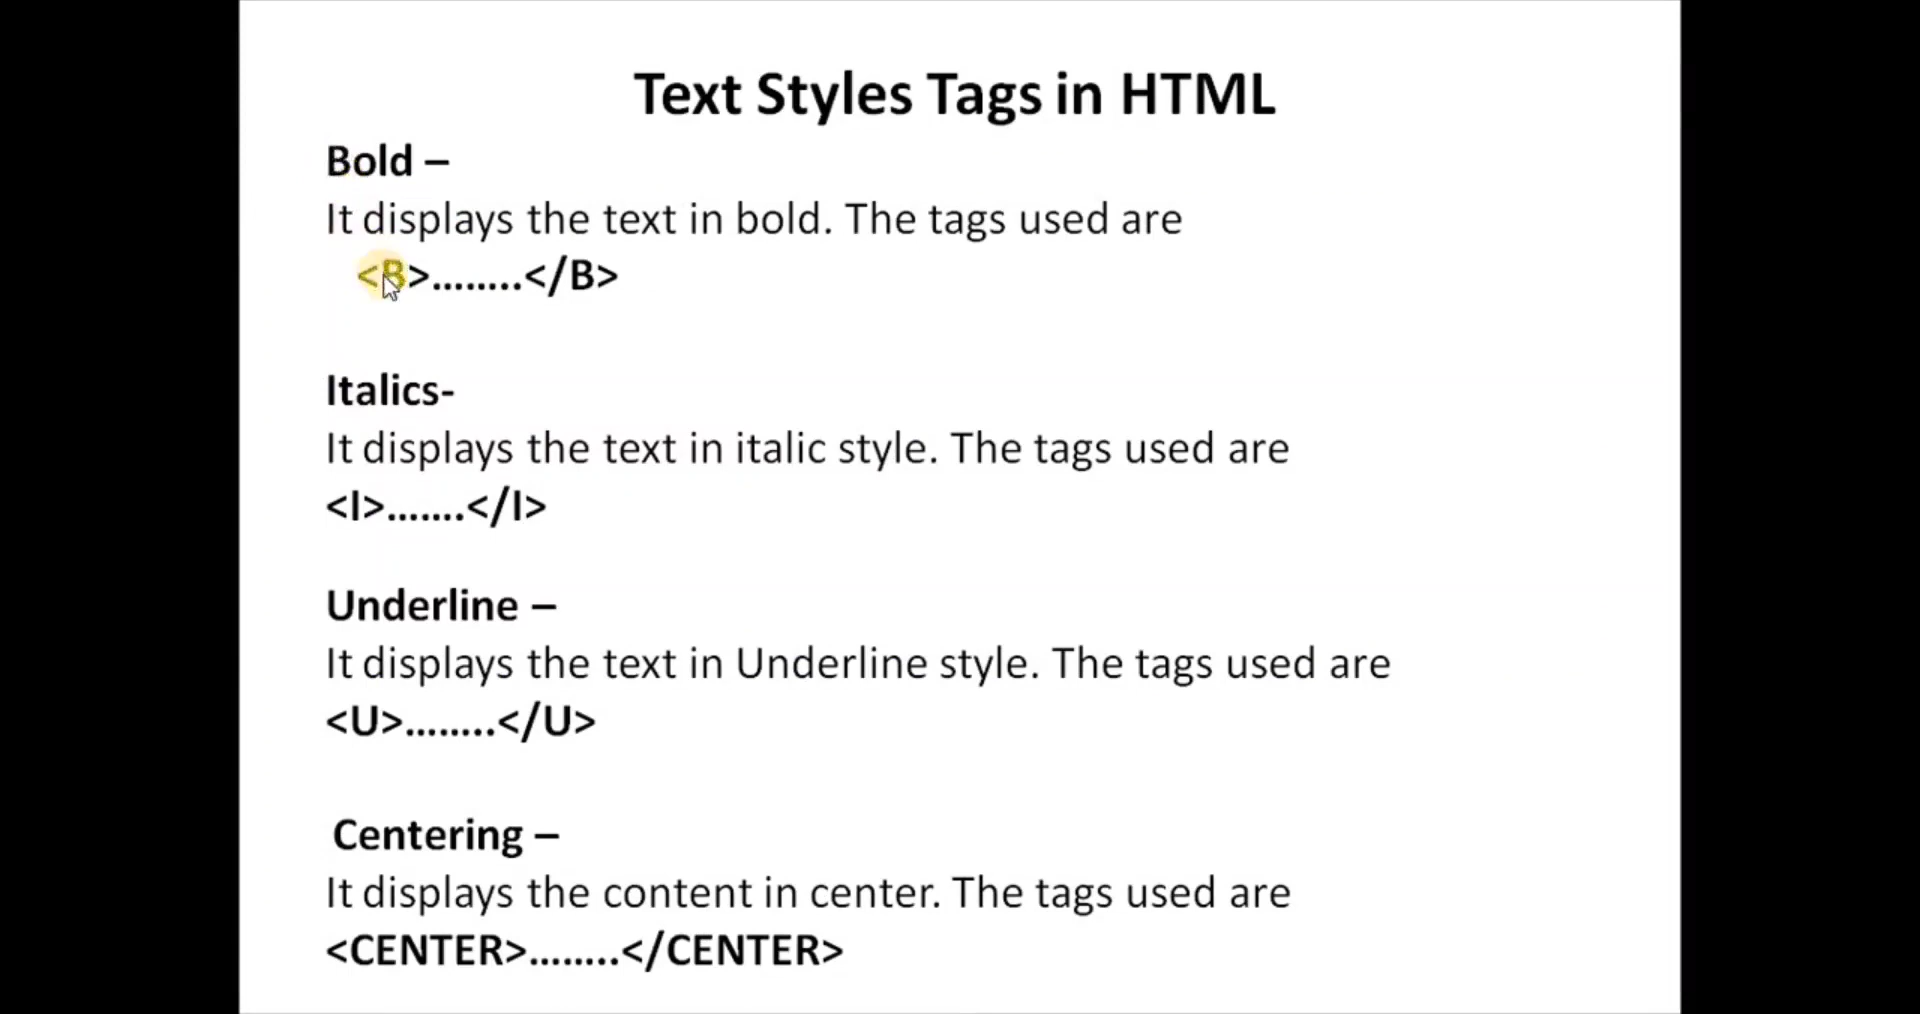 Text Styles Tags in HTML
Bold –
It displays the text in bold. The tags used are
<B>........</B>
Italics-
It displays the text in italic style. The tags used are
<I>.......</I>
Underline –
It displays the text in Underline style. The tags used are
<U>........</U>
Centering –
It displays the content in center. The tags used are
<CENTER>........</CENTER>